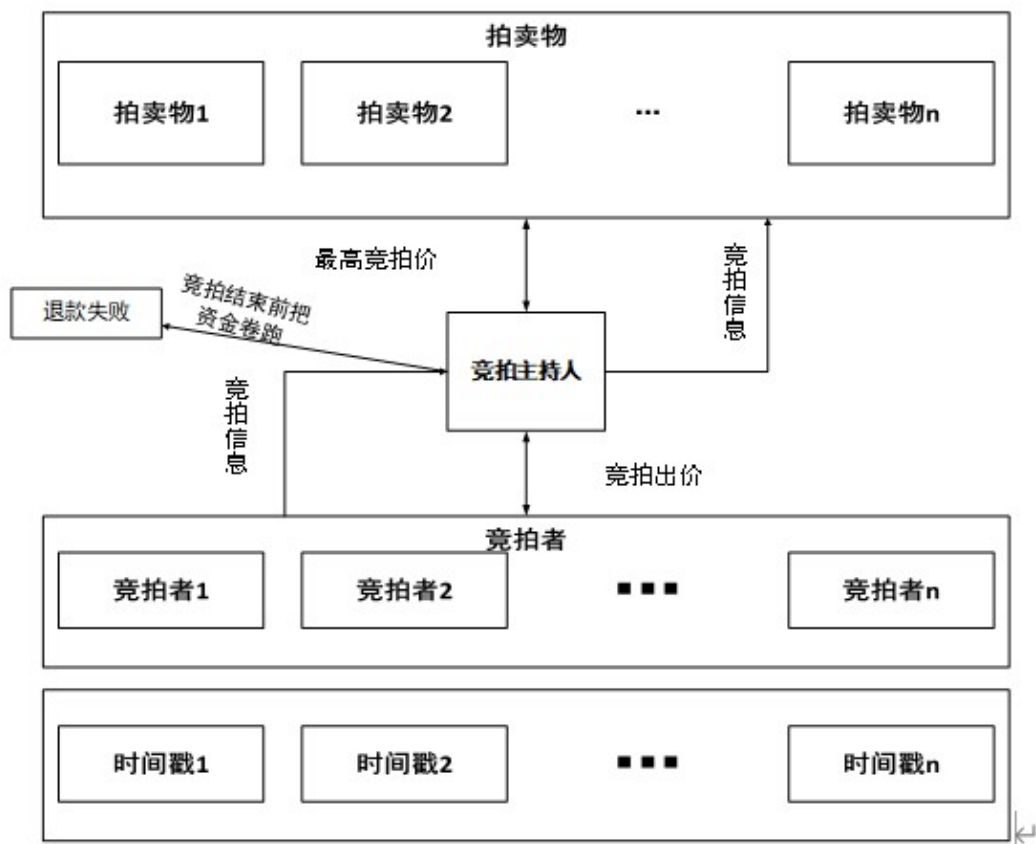 拍卖物
拍卖物1
拍卖物2
...
拍卖物n
最高竞拍价
竞拍信息
竞拍结束前把
资金卷跑
退款失败
竞拍主持人
竞拍信息
竞拍出价
竞拍者
竞拍者1
竞拍者2
竞拍者n
时间戳1
时间戳2
时间戳n